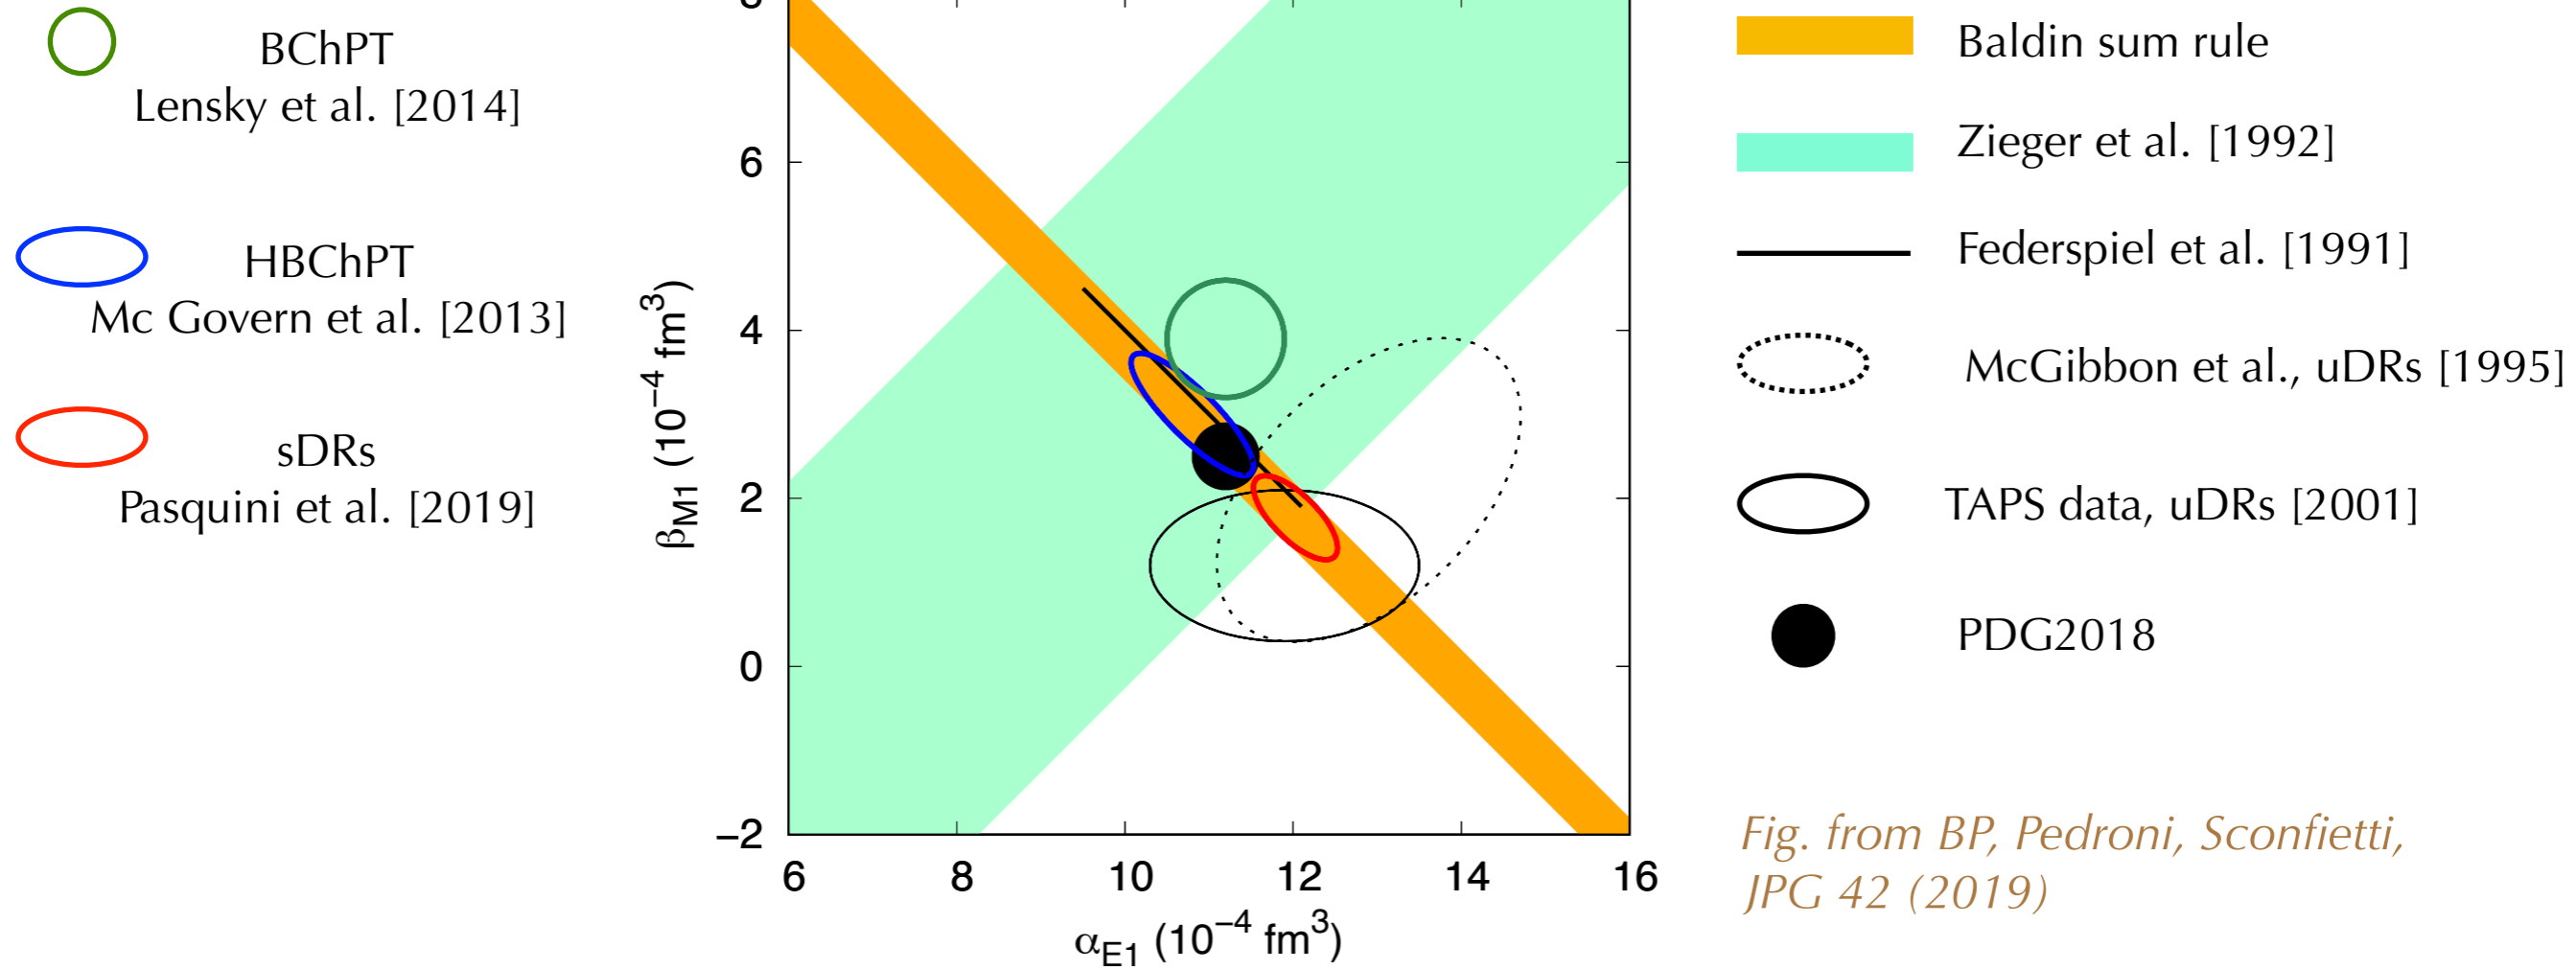 BChPT
Lensky et al. [2014]
HBChPT
Mc Govern et al. [2013]
sDRs
Pasquini et al. [2019]
8
6
4
2
0
−2
6 8 10 12 14 16
β_M1 (10^−4 fm^3)
α_E1 (10^−4 fm^3)
Baldin sum rule
Zieger et al. [1992]
Federspiel et al. [1991]
McGibbon et al., uDRs [1995]
TAPS data, uDRs [2001]
PDG2018
Fig. from BP, Pedroni, Sconfietti,
JPG 42 (2019)